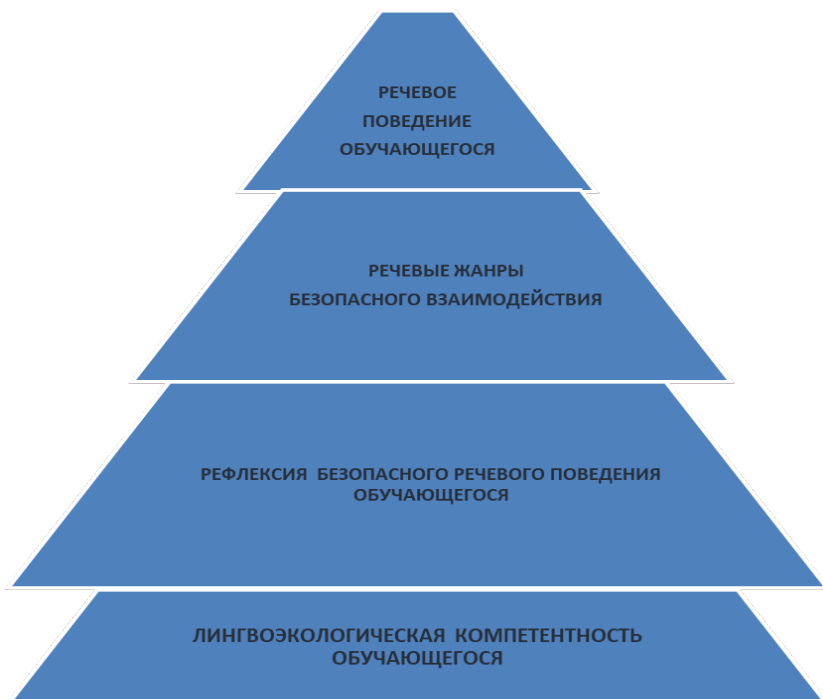 РЕЧЕВОЕ
ПОВЕДЕНИЕ
ОБУЧАЮЩЕГОСЯ
РЕЧЕВЫЕ ЖАНРЫ
БЕЗОПАСНОГО ВЗАИМОДЕЙСТВИЯ
РЕФЛЕКСИЯ БЕЗОПАСНОГО РЕЧЕВОГО ПОВЕДЕНИЯ
ОБУЧАЮЩЕГОСЯ
ЛИНГВОЭКОЛОГИЧЕСКАЯ КОМПЕТЕНТНОСТЬ
ОБУЧАЮЩЕГОСЯ